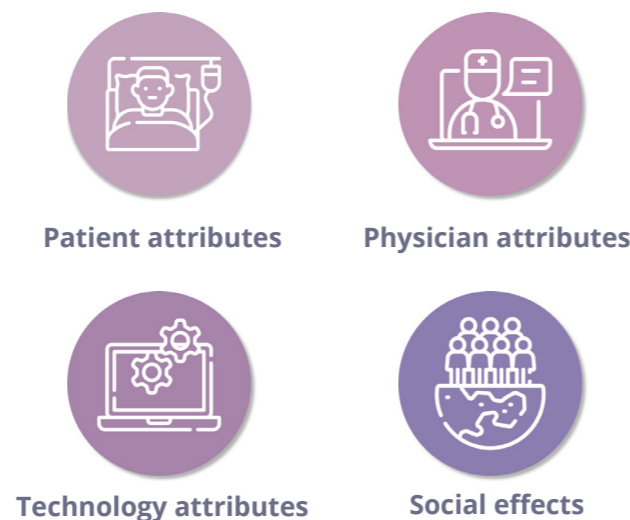 Patient attributes
Physician attributes
Technology attributes
Social effects